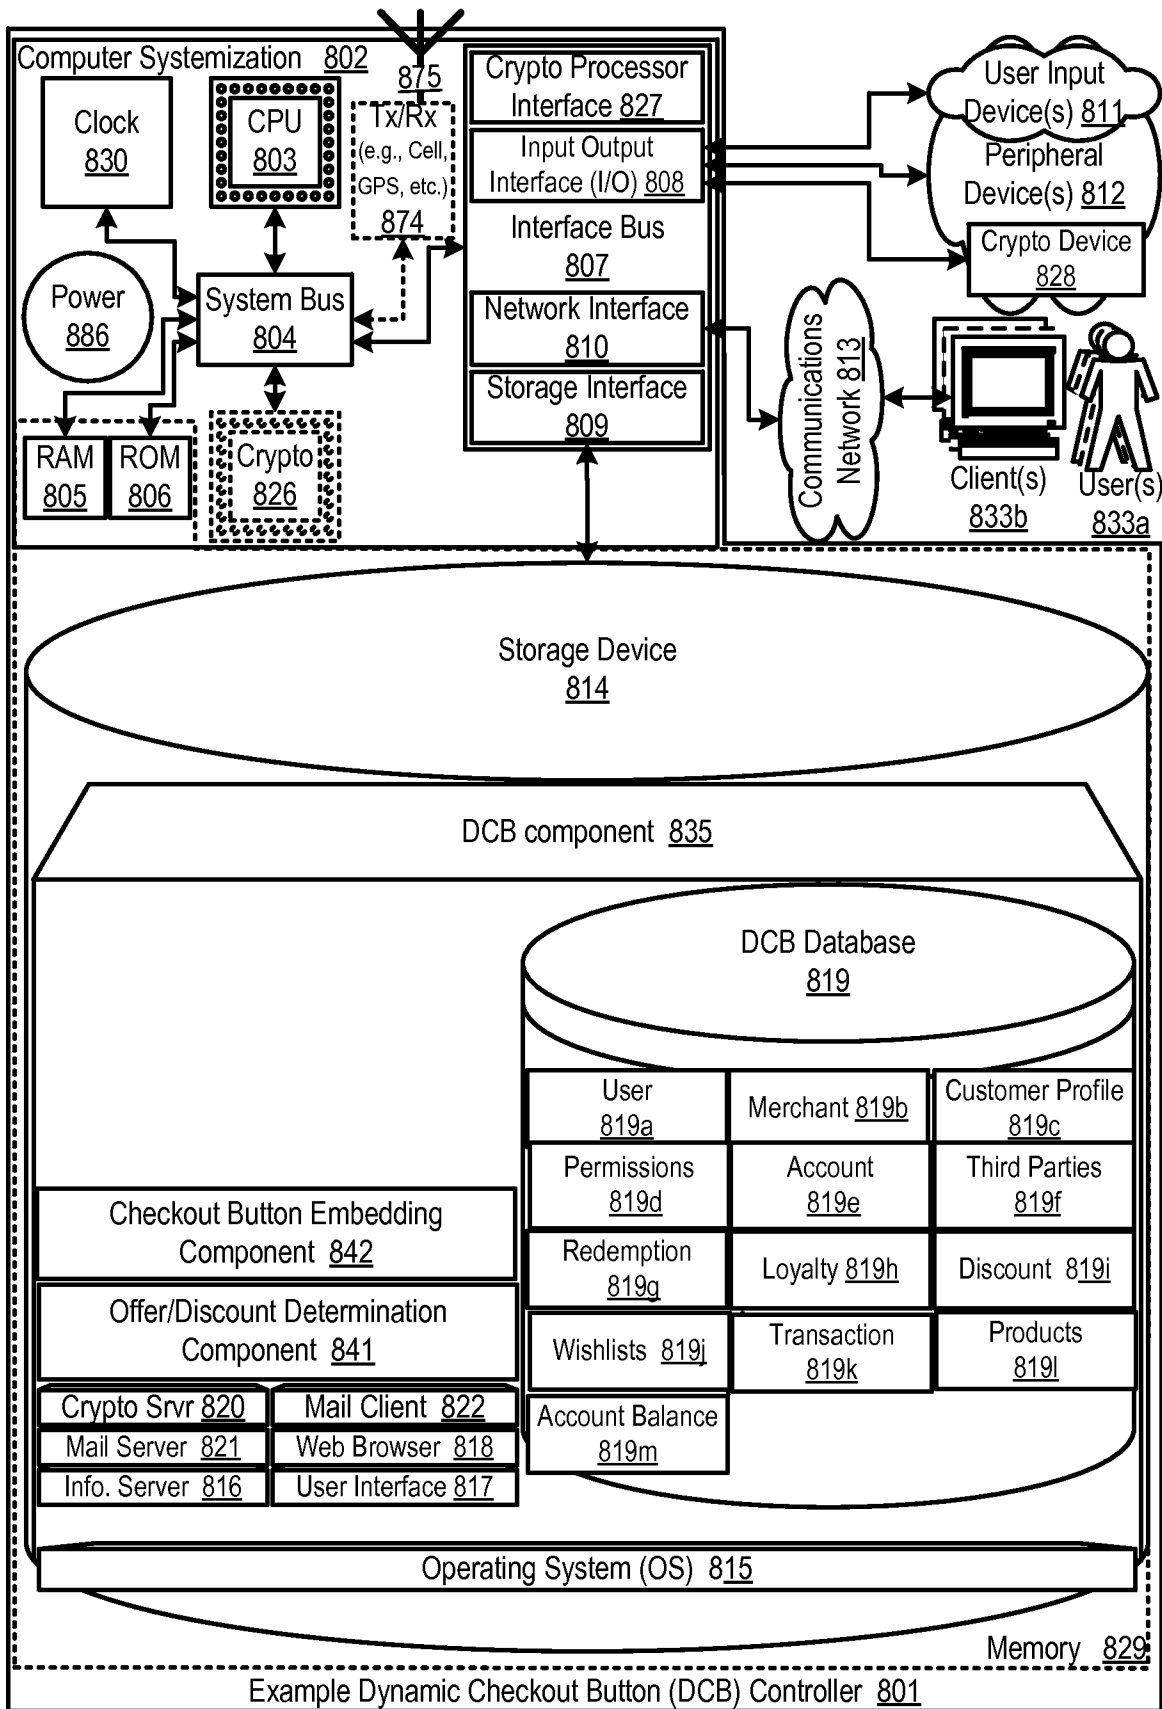 Computer Systemization 802
875
Clock
830
CPU
803
Tx/Rx
(e.g., Cell,
GPS, etc.)
874
Crypto Processor
Interface 827
Input Output
Interface (I/O) 808
Interface Bus
807
Network Interface
810
Storage Interface
809
User Input
Device(s) 811
Peripheral
Device(s) 812
Crypto Device
828
Power
886
System Bus
804
RAM
805
ROM
806
Crypto
826
Communications
Network 813
Client(s)
833b
User(s)
833a
Storage Device
814
DCB component 835
DCB Database
819
User
819a
Merchant 819b
Customer Profile
819c
Permissions
819d
Account
819e
Third Parties
819f
Redemption
819g
Loyalty 819h
Discount 819i
Wishlists 819j
Transaction
819k
Products
819l
Account Balance
819m
Checkout Button Embedding
Component 842
Offer/Discount Determination
Component 841
Crypto Srvr 820
Mail Client 822
Mail Server 821
Web Browser 818
Info. Server 816
User Interface 817
Operating System (OS) 815
Memory 829
Example Dynamic Checkout Button (DCB) Controller 801